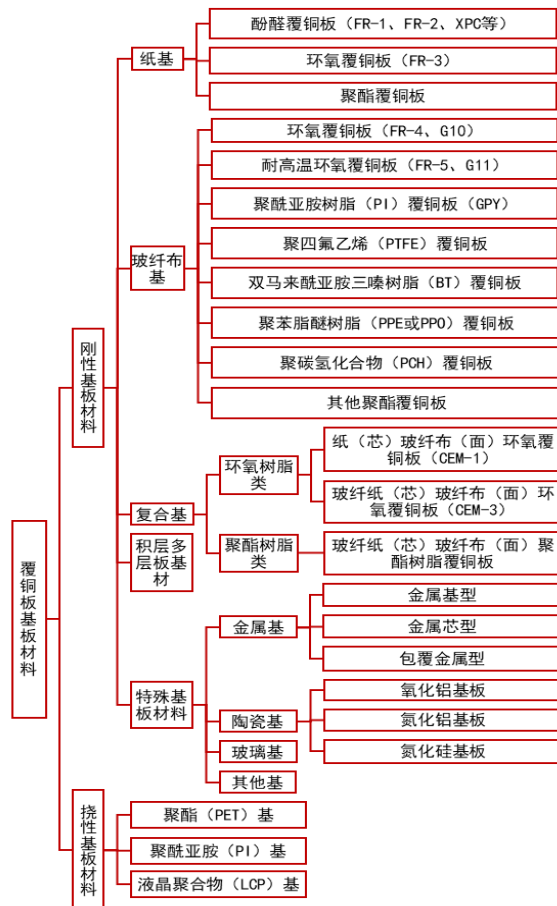 覆铜板基板材料
刚性基板材料
纸基
酚醛覆铜板（FR-1、FR-2、XPC等）
环氧覆铜板（FR-3）
聚酯覆铜板
玻纤布
基
环氧覆铜板（FR-4、G10）
耐高温环氧覆铜板（FR-5、G11）
聚酰亚胺树脂（PI）覆铜板（GPY）
聚四氟乙烯（PTFE）覆铜板
双马来酰亚胺三嗪树脂（BT）覆铜板
聚苯脂醚树脂（PPE或PPO）覆铜板
聚碳氢化合物（PCH）覆铜板
其他聚酯覆铜板
复合基
环氧树脂
类
纸（芯）玻纤布（面）环氧覆
铜板（CEM-1）
玻纤纸（芯）玻纤布（面）环
氧覆铜板（CEM-3）
聚酯树脂
类
玻纤纸（芯）玻纤布（面）聚
酯树脂覆铜板
积层多
层板基
材
特殊基
板材料
金属基
金属基型
金属芯型
包覆金属型
陶瓷基
氧化铝基板
氮化铝基板
氮化硅基板
玻璃基
其他基
挠性基板材料
聚酯（PET）基
聚酰亚胺（PI）基
液晶聚合物（LCP）基